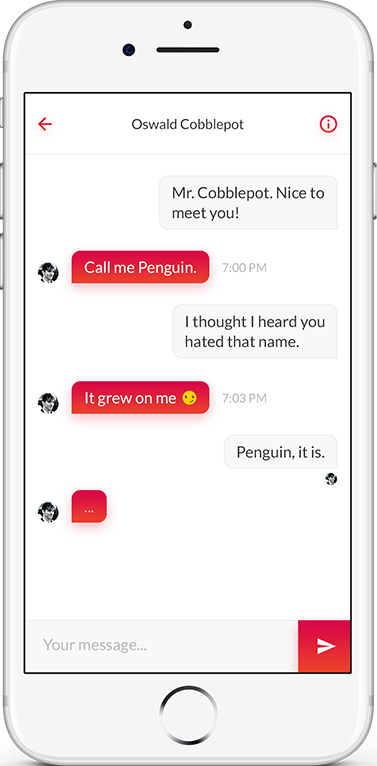 Oswald Cobblepot
Mr. Cobblepot. Nice to
meet you!
Call me Penguin.
7:00 PM
I thought I heard you
hated that name.
It grew on me 😏
7:03 PM
Penguin, it is.
...
Your message...